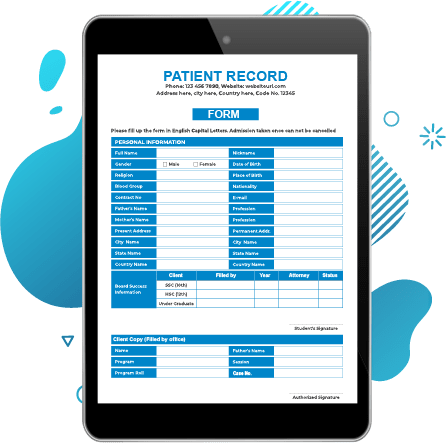 PATIENT RECORD
Phone: 123 456 7890, Website: websiteurl.com
Address here, city here, Country here, Code No. 12345
FORM
Please fill up the form in English Capital Letters. Admission taken once can not be cancelled
PERSONAL INFORMATION
Full Name Nickname
Gender Male Female Date of Birth
Religion Place of Birth
Blood Group Nationality
Contract No E-mail
Father's Name Profession
Mother's Name Profession
Present Address Permanent Addr.
City Name City Name
State Name State Name
Country Name Country Name
Client Filled by Year Attorney Status
Board Success Information
SSC (10th)
HSC (12th)
Under Graduate
Student's Signature
Client Copy (Filled by office)
Name Father's Name
Program Session
Program Roll Case No.
Authorized Signature